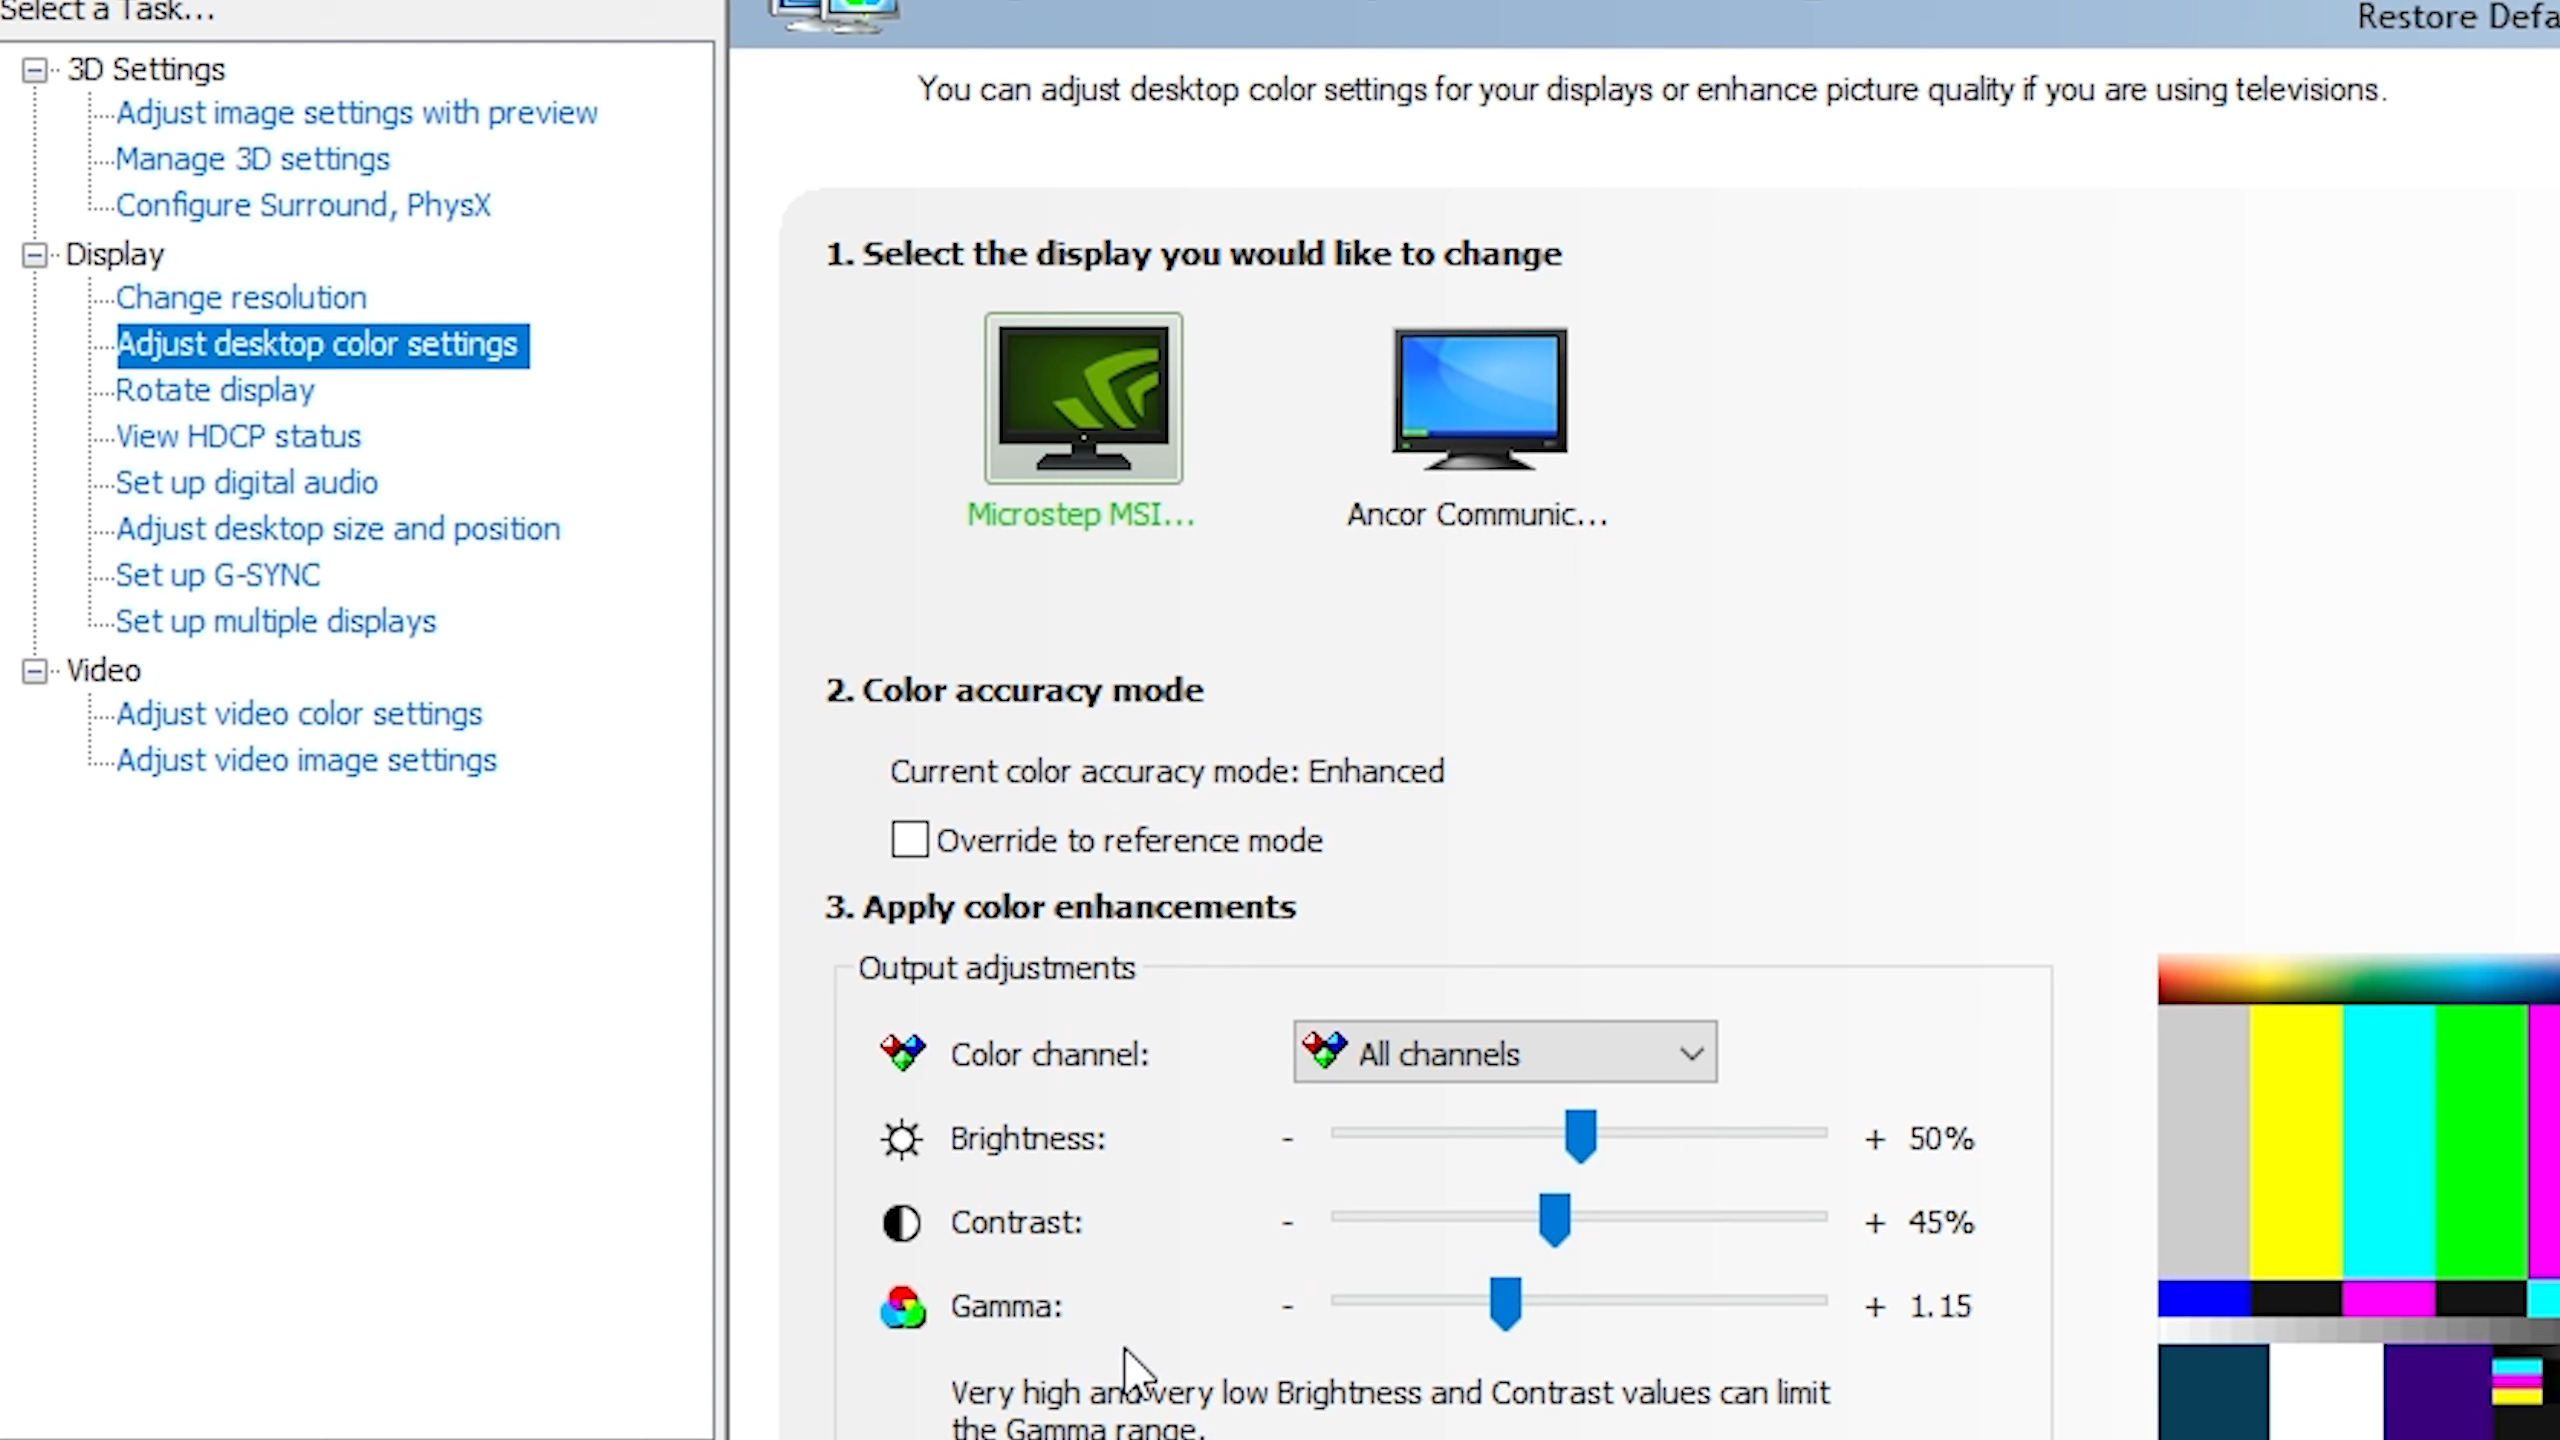 Select a Task...
3D Settings
Adjust image settings with preview
Manage 3D settings
Configure Surround, PhysX
Display
Change resolution
Adjust desktop color settings
Rotate display
View HDCP status
Set up digital audio
Adjust desktop size and position
Set up G-SYNC
Set up multiple displays
Video
Adjust video color settings
Adjust video image settings
Restore Defa
You can adjust desktop color settings for your displays or enhance picture quality if you are using televisions.
1. Select the display you would like to change
Microstep MSI...
Ancor Communic...
2. Color accuracy mode
Current color accuracy mode: Enhanced
Override to reference mode
3. Apply color enhancements
Output adjustments
Color channel: All channels
Brightness: - + 50%
Contrast: - + 45%
Gamma: - + 1.15
Very high and very low Brightness and Contrast values can limit
the Gamma range.